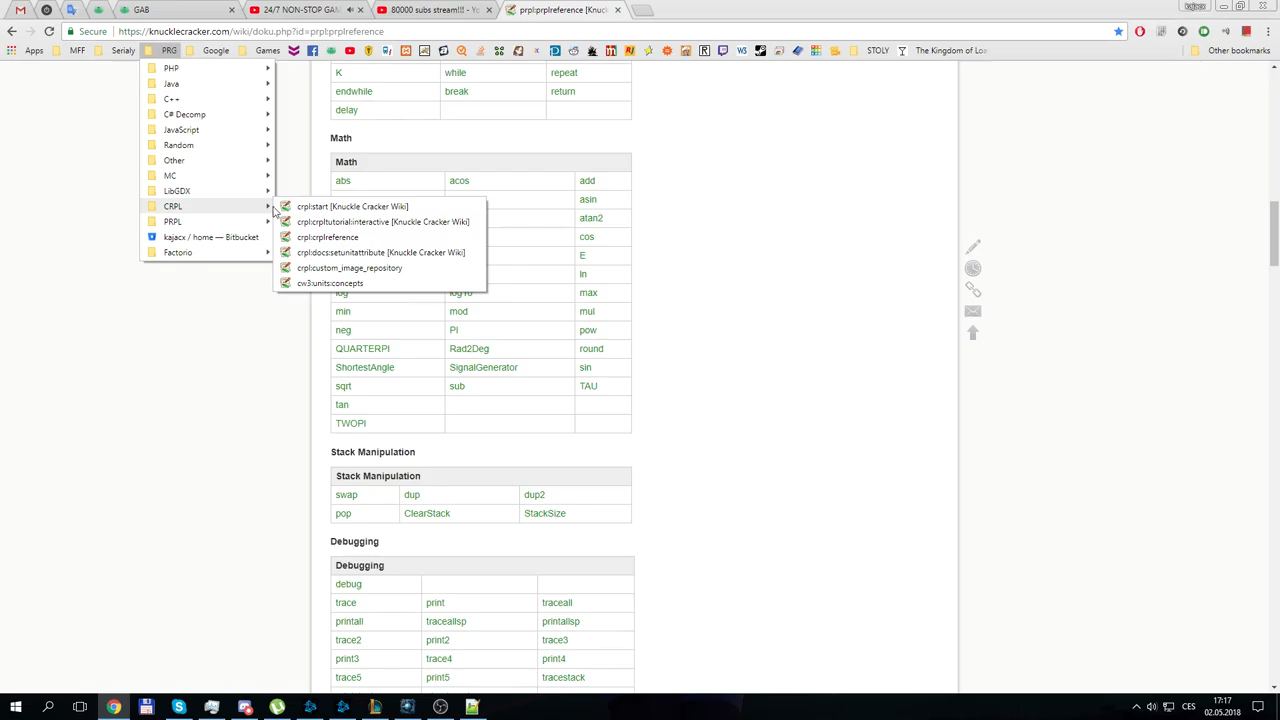 GAB
24/7 NON-STOP GAM
80000 subs stream!!! - Yo
prpl:prplreference [Knuc
kajacx
Secure
https://knucklecracker.com/wiki/doku.php?id=prpl:prplreference
Apps MFF Serialy PRG Google Games STOLY The Kingdom of Lo Other bookmarks
PHP
Java
C++
C# Decomp
JavaScript
Random
Other
MC
LibGDX
CRPL
PRPL
kajacx / home — Bitbucket
Factorio
crpl:start [Knuckle Cracker Wiki]
crpl:crpltutorial:interactive [Knuckle Cracker Wiki]
crpl:crplreference
crpl:docs:setunitattribute [Knuckle Cracker Wiki]
crpl:custom_image_repository
cw3:units:concepts
K while repeat
endwhile break return
delay
Math
Math
abs acos add
asin
atan2
cos
E
ln
log log10 max
min mod mul
neg PI pow
QUARTERPI Rad2Deg round
ShortestAngle SignalGenerator sin
sqrt sub TAU
tan
TWOPI
Stack Manipulation
Stack Manipulation
swap dup dup2
pop ClearStack StackSize
Debugging
Debugging
debug
trace print traceall
printall traceallsp printallsp
trace2 print2 trace3
print3 trace4 print4
trace5 print5 tracestack
CES
17:17
02.05.2018